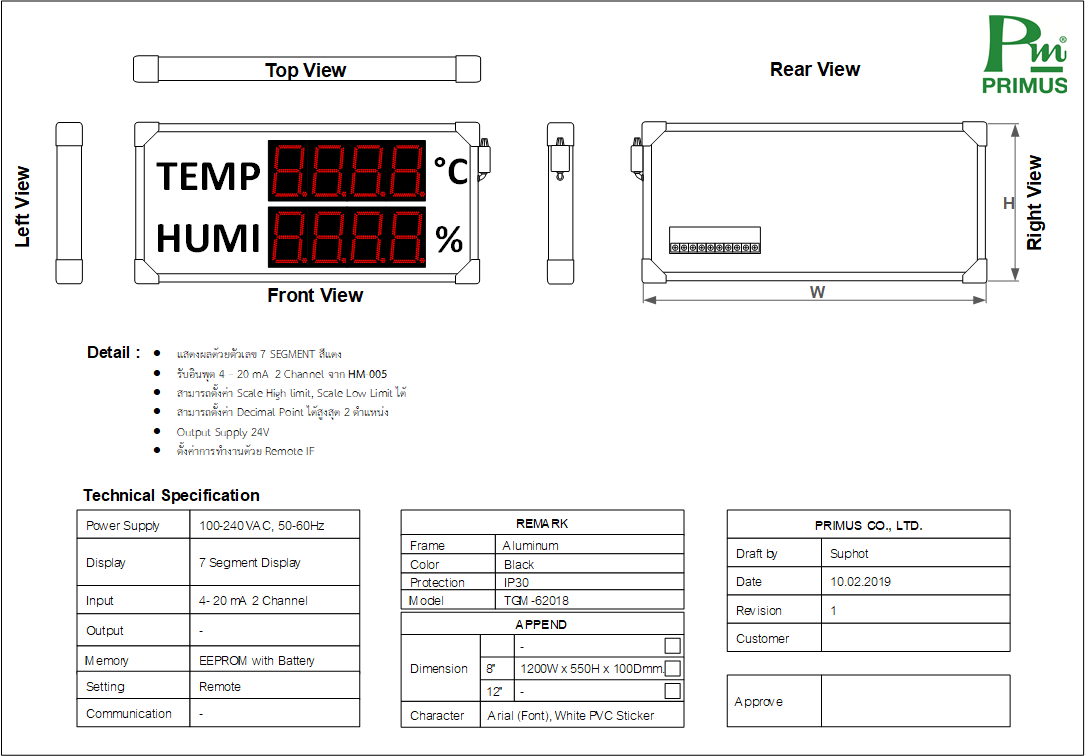 Pm®
PRIMUS
Top View
Rear View
Left View
TEMP 8.8.8.8. °C
HUMI 8.8.8.8. %
Front View
H
Right View
W
Detail :
• แสดงผลด้วยตัวเลข 7 SEGMENT สีแดง
• รับอินพุต 4 - 20 mA 2 Channel จาก HM-005
• สามารถตั้งค่า Scale High limit, Scale Low Limit ได้
• สามารถตั้งค่า Decimal Point ได้สูงสุด 2 ตำแหน่ง
• Output Supply 24V
• ตั้งค่าการทำงานด้วย Remote IF
Technical Specification
Power Supply 100-240 VAC, 50-60Hz
Display 7 Segment Display
Input 4- 20 mA 2 Channel
Output -
Memory EEPROM with Battery
Setting Remote
Communication -
REMARK
Frame Aluminum
Color Black
Protection IP30
Model TGM-62018
APPEND
Dimension
-
8" 1200W x 550H x 100Dmm.
12" -
Character Arial (Font), White PVC Sticker
PRIMUS CO., LTD.
Draft by Suphot
Date 10.02.2019
Revision 1
Customer
Approve